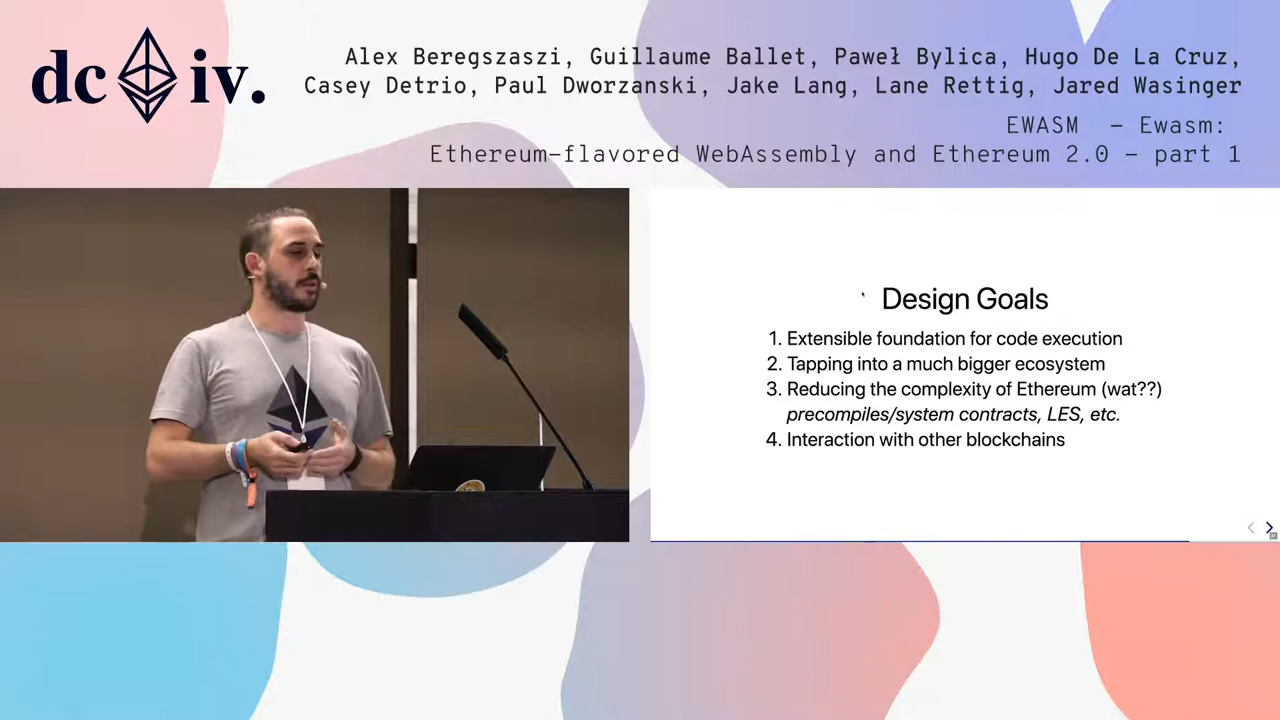 dc iv.
Alex Beregszaszi, Guillaume Ballet, Paweł Bylica, Hugo De La Cruz,
Casey Detrio, Paul Dworzanski, Jake Lang, Lane Rettig, Jared Wasinger
EWASM - Ewasm:
Ethereum-flavored WebAssembly and Ethereum 2.0 - part 1
Design Goals
1. Extensible foundation for code execution
2. Tapping into a much bigger ecosystem
3. Reducing the complexity of Ethereum (wat??)
precompiles/system contracts, LES, etc.
4. Interaction with other blockchains